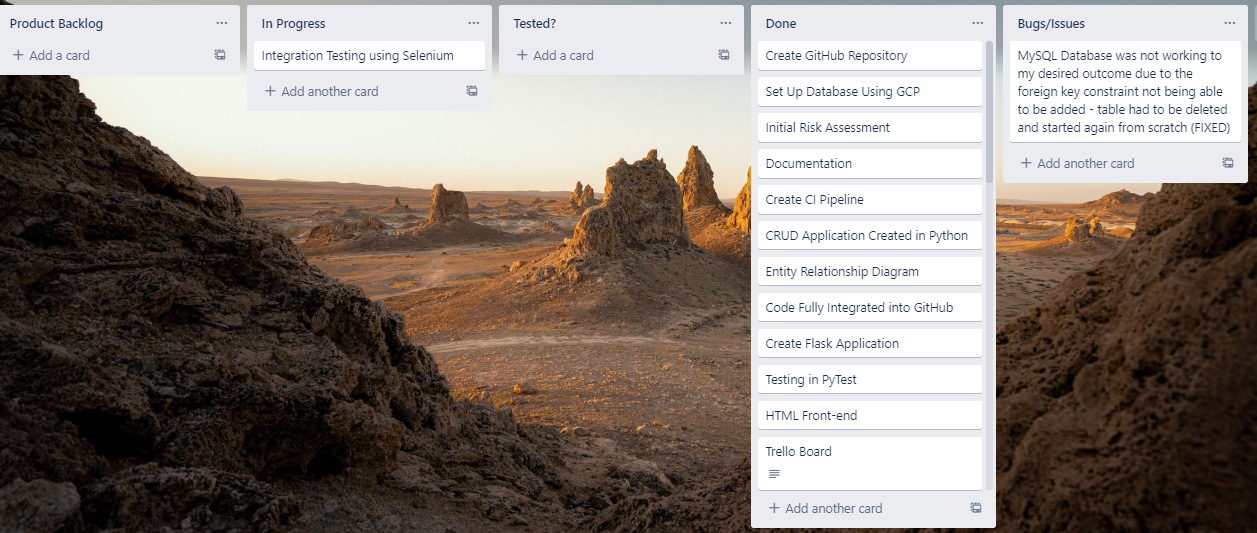 Product Backlog
Add a card
In Progress
Integration Testing using Selenium
Add another card
Tested?
Add a card
Done
Create GitHub Repository
Set Up Database Using GCP
Initial Risk Assessment
Documentation
Create CI Pipeline
CRUD Application Created in Python
Entity Relationship Diagram
Code Fully Integrated into GitHub
Create Flask Application
Testing in PyTest
HTML Front-end
Trello Board
Add another card
Bugs/Issues
MySQL Database was not working to
my desired outcome due to the
foreign key constraint not being able
to be added - table had to be deleted
and started again from scratch (FIXED)
Add another card